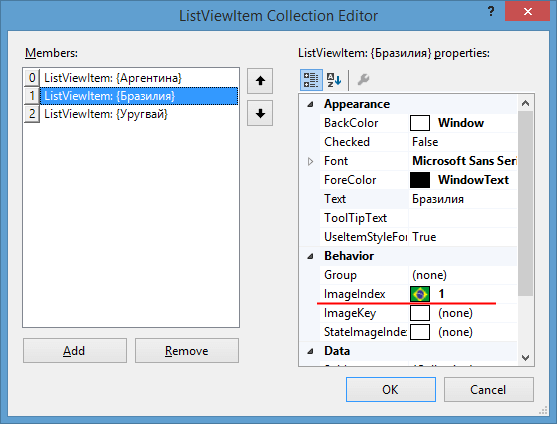 ListViewItem Collection Editor
?
Members:
0 ListViewItem: {Аргентина}
1 ListViewItem: {Бразилия}
2 ListViewItem: {Уругвай}
Add Remove
ListViewItem: {Бразилия} properties:
Appearance
BackColor Window
Checked False
Font Microsoft Sans Seri
ForeColor WindowText
Text Бразилия
ToolTipText
UseItemStyleFor True
Behavior
Group (none)
ImageIndex 1
ImageKey (none)
StateImageIndex (none)
Data
OK Cancel